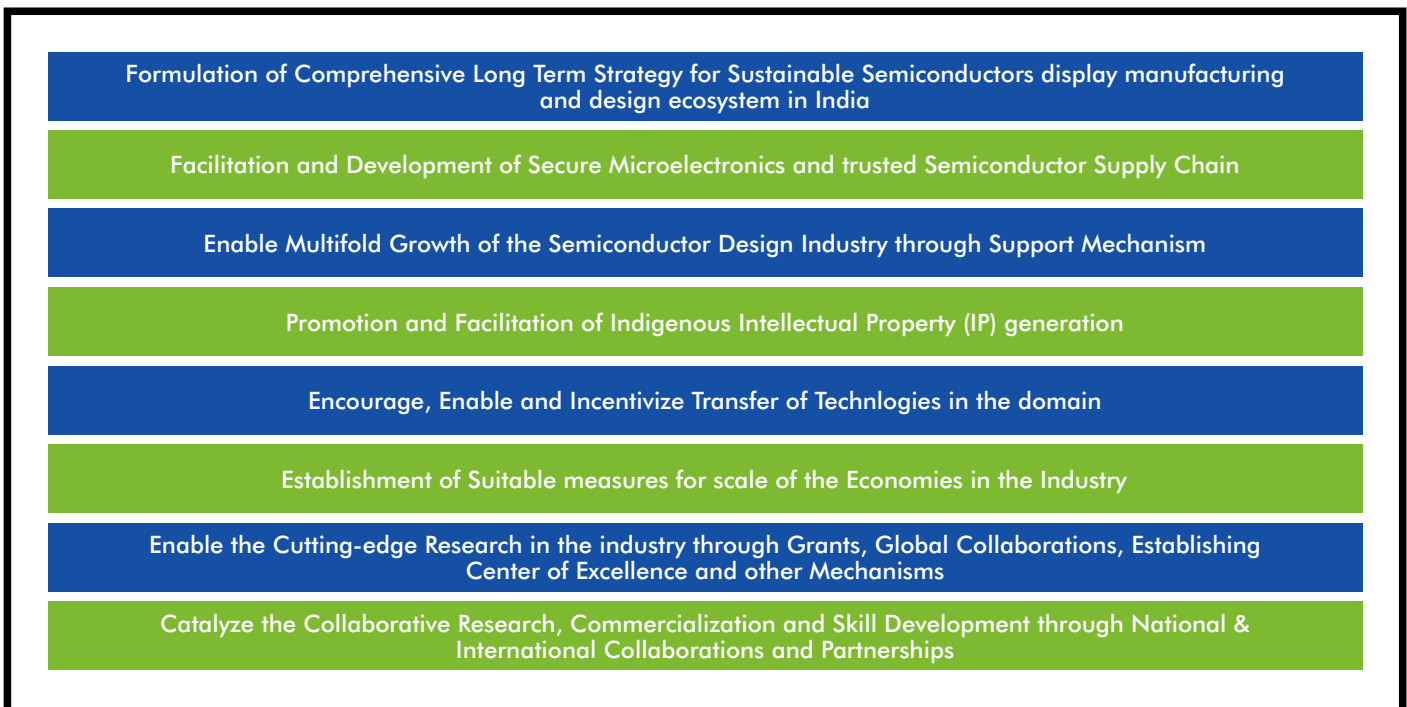 Formulation of Comprehensive Long Term Strategy for Sustainable Semiconductors display manufacturing
and design ecosystem in India
Facilitation and Development of Secure Microelectronics and trusted Semiconductor Supply Chain
Enable Multifold Growth of the Semiconductor Design Industry through Support Mechanism
Promotion and Facilitation of Indigenous Intellectual Property (IP) generation
Encourage, Enable and Incentivize Transfer of Technlogies in the domain
Establishment of Suitable measures for scale of the Economies in the Industry
Enable the Cutting-edge Research in the industry through Grants, Global Collaborations, Establishing
Center of Excellence and other Mechanisms
Catalyze the Collaborative Research, Commercialization and Skill Development through National &
International Collaborations and Partnerships